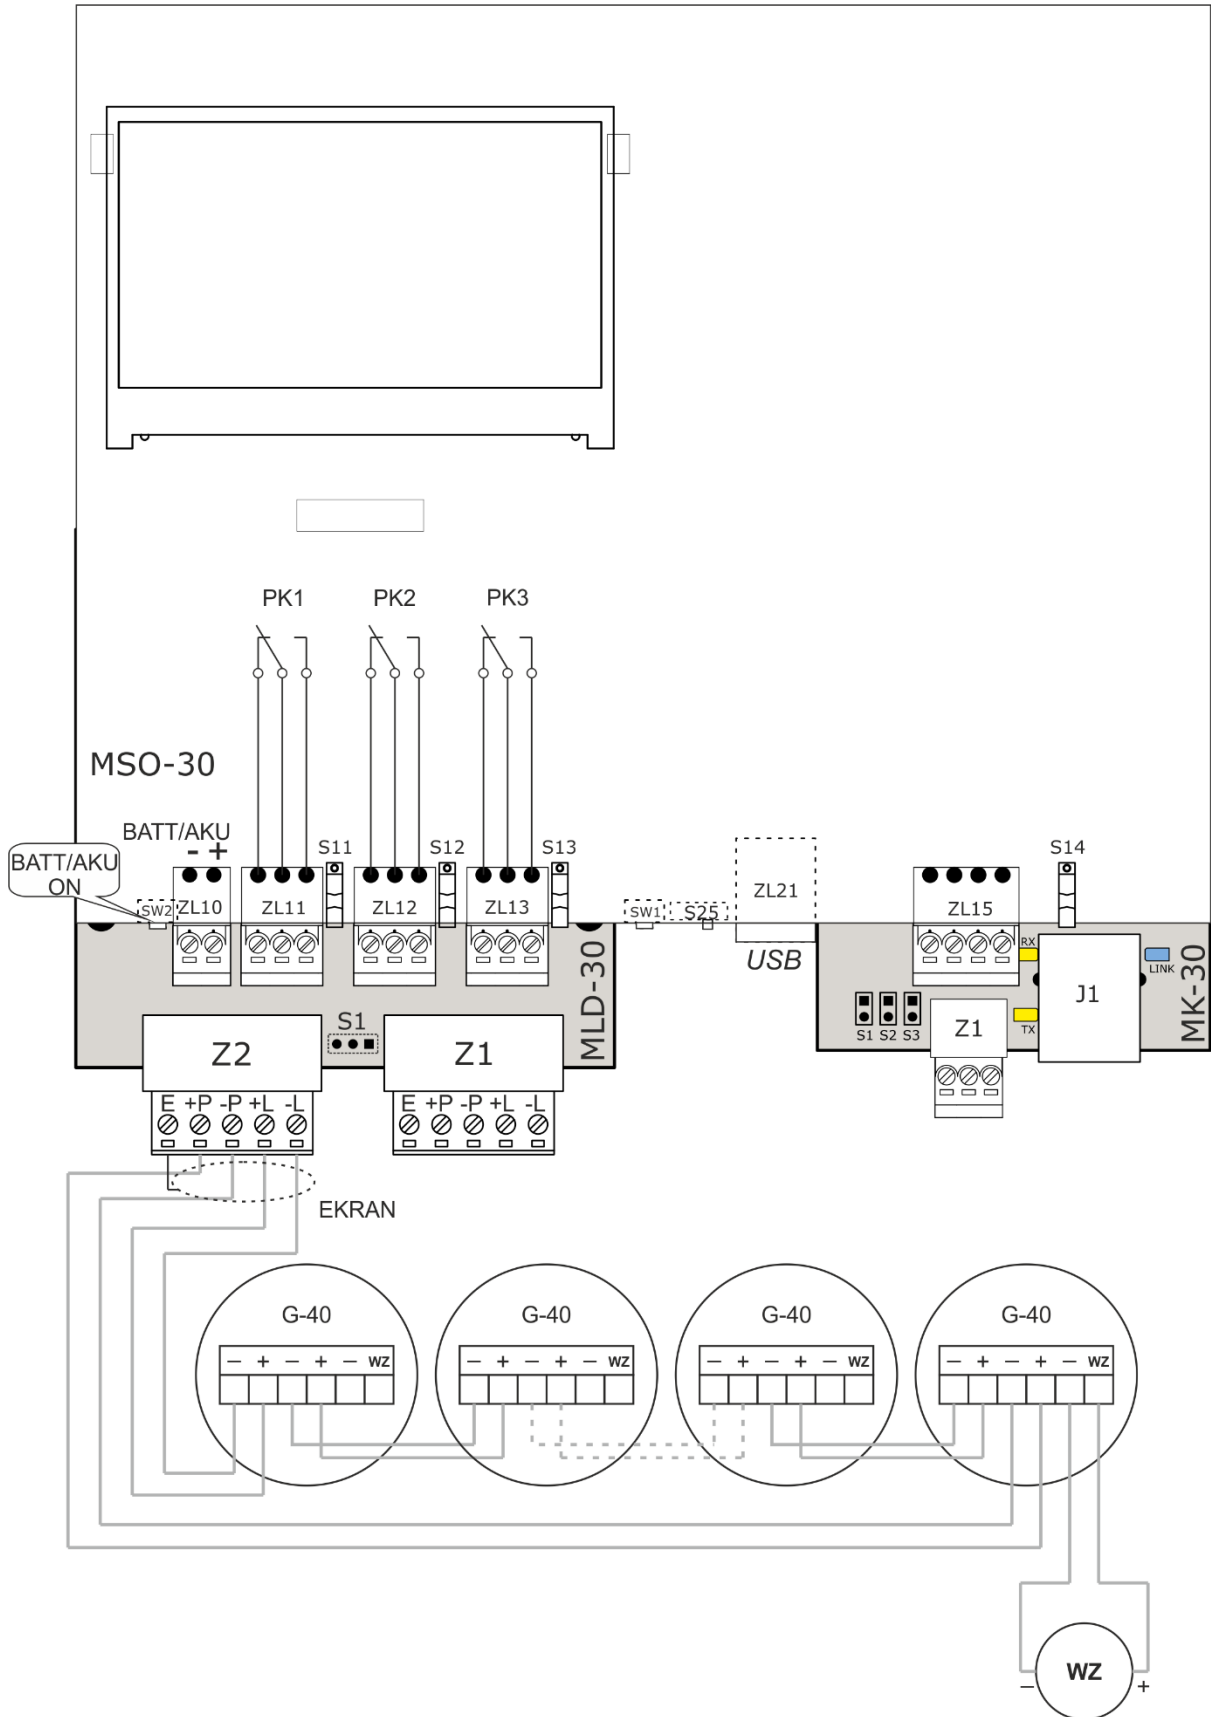 PK1 PK2 PK3
MSO-30
BATT/AKU
- +
BATT/AKU
ON
S11 S12 S13 S14
SW2 ZL10 ZL11 ZL12 ZL13 SW1 S25 ZL21 ZL15
USB
RX
LINK
J1
TX
S1 S2 S3
Z1
MK-30
MLD-30
S1
Z2 Z1
E +P -P +L -L
E +P -P +L -L
EKRAN
G-40 G-40 G-40 G-40
− + − + − WZ
− + − + − WZ
− + − + − WZ
− + − + − WZ
WZ
− +